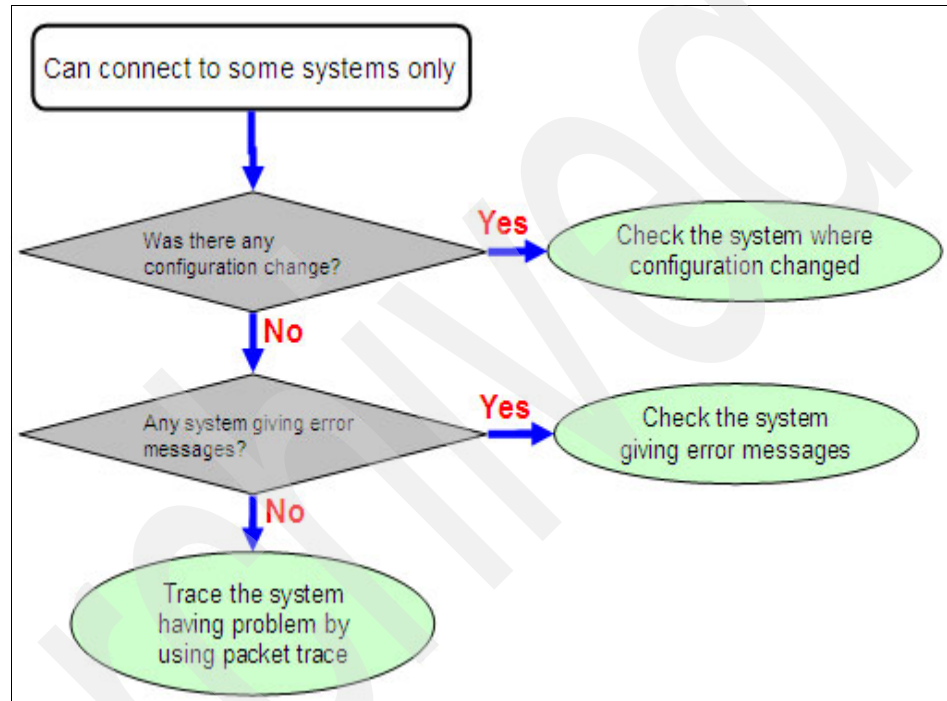 Can connect to some systems only
Was there any
configuration change?
Yes
Check the system where
configuration changed
No
Any system giving error
messages?
Yes
Check the system
giving error messages
No
Trace the system
having problem by
using packet trace